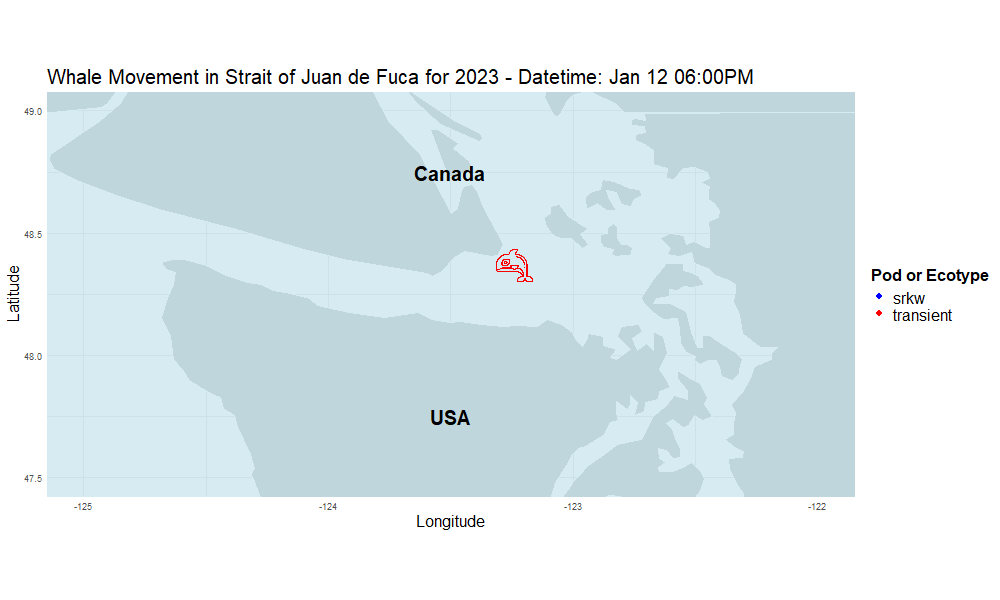 Whale Movement in Strait of Juan de Fuca for 2023 - Datetime: Jan 12 06:00PM
49.0
Canada
48.5
Latitude
Pod or Ecotype
srkw
transient
48.0
USA
47.5
-125
-124
-123
-122
Longitude